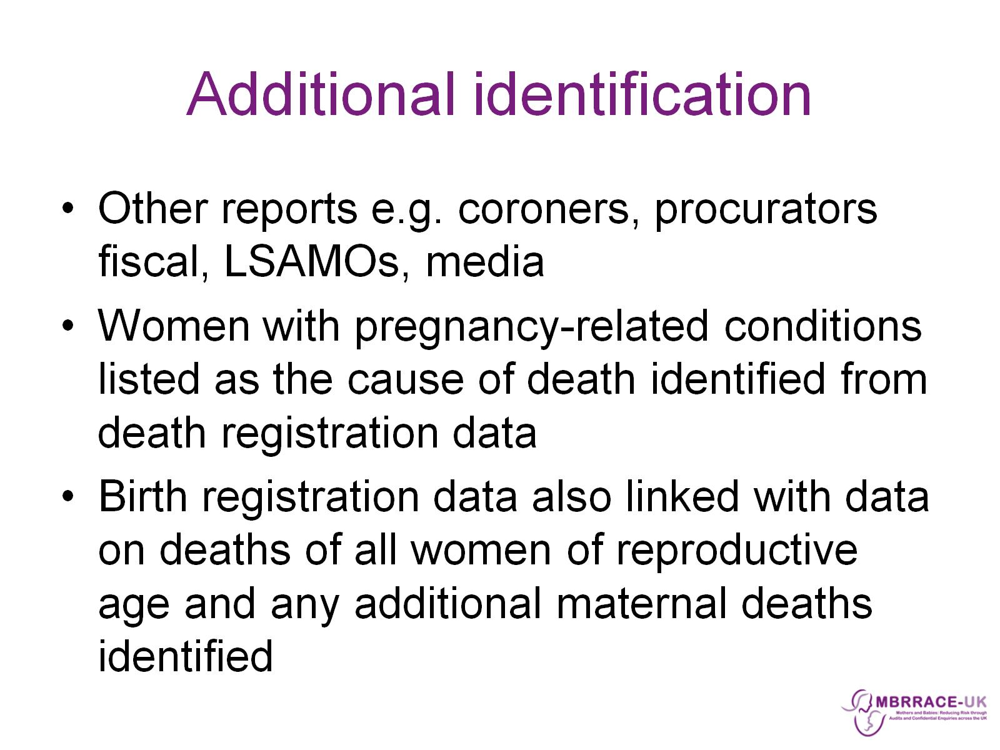 Additional identification
• Other reports e.g. coroners, procurators
fiscal, LSAMOs, media
• Women with pregnancy-related conditions
listed as the cause of death identified from
death registration data
• Birth registration data also linked with data
on deaths of all women of reproductive
age and any additional maternal deaths
identified
MBRRACE-UK
Mothers and Babies: Reducing Risk through
Audits and Confidential Enquiries across the UK